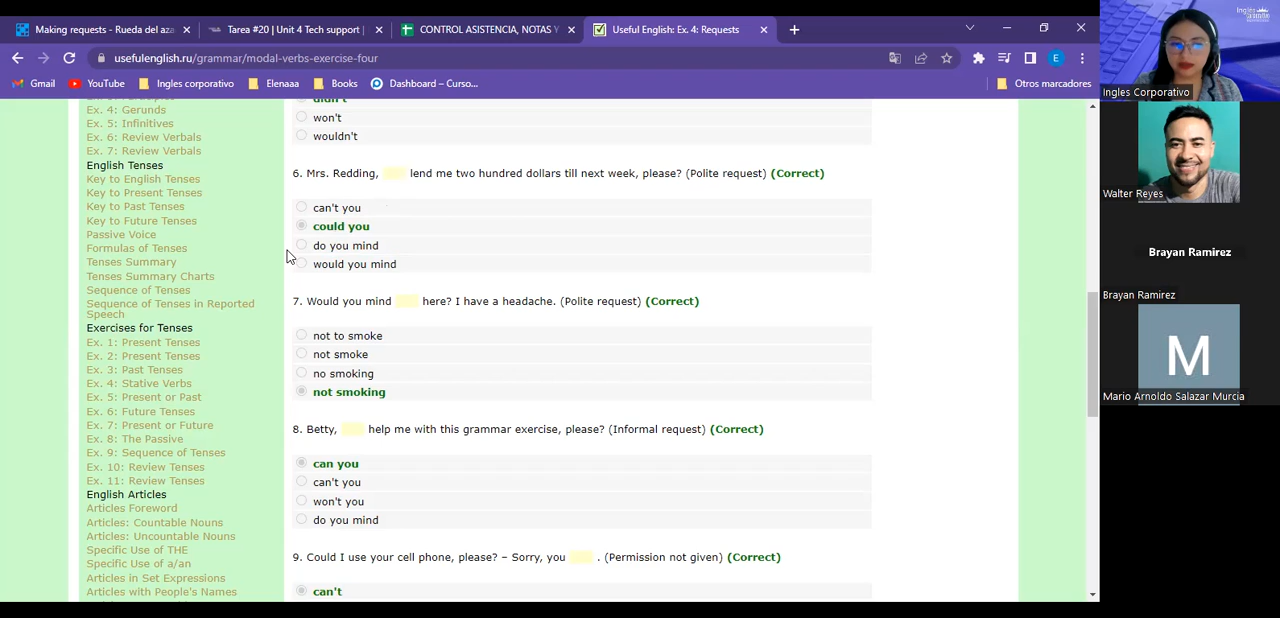 Making requests - Rueda del aza
Tarea #20 | Unit 4 Tech support |
CONTROL ASISTENCIA, NOTAS Y
Useful English: Ex. 4: Requests
usefulenglish.ru/grammar/modal-verbs-exercise-four
E
Gmail
YouTube
Ingles corporativo
Elenaaa
Books
Dashboard – Curso...
Otros marcadores
Ex. 4: Gerunds
Ex. 5: Infinitives
Ex. 6: Review Verbals
Ex. 7: Review Verbals
English Tenses
Key to English Tenses
Key to Present Tenses
Key to Past Tenses
Key to Future Tenses
Passive Voice
Formulas of Tenses
Tenses Summary
Tenses Summary Charts
Sequence of Tenses
Sequence of Tenses in Reported
Speech
Exercises for Tenses
Ex. 1: Present Tenses
Ex. 2: Present Tenses
Ex. 3: Past Tenses
Ex. 4: Stative Verbs
Ex. 5: Present or Past
Ex. 6: Future Tenses
Ex. 7: Present or Future
Ex. 8: The Passive
Ex. 9: Sequence of Tenses
Ex. 10: Review Tenses
Ex. 11: Review Tenses
English Articles
Articles Foreword
Articles: Countable Nouns
Articles: Uncountable Nouns
Specific Use of THE
Specific Use of a/an
Articles in Set Expressions
Articles with People's Names
didn't
won't
wouldn't
6. Mrs. Redding, lend me two hundred dollars till next week, please? (Polite request) (Correct)
can't you
could you
do you mind
would you mind
7. Would you mind here? I have a headache. (Polite request) (Correct)
not to smoke
not smoke
no smoking
not smoking
8. Betty, help me with this grammar exercise, please? (Informal request) (Correct)
can you
can't you
won't you
do you mind
9. Could I use your cell phone, please? – Sorry, you . (Permission not given) (Correct)
can't
Ingles Corporativo
Walter Reyes
Brayan Ramirez
Brayan Ramirez
M
Mario Arnoldo Salazar Murcia